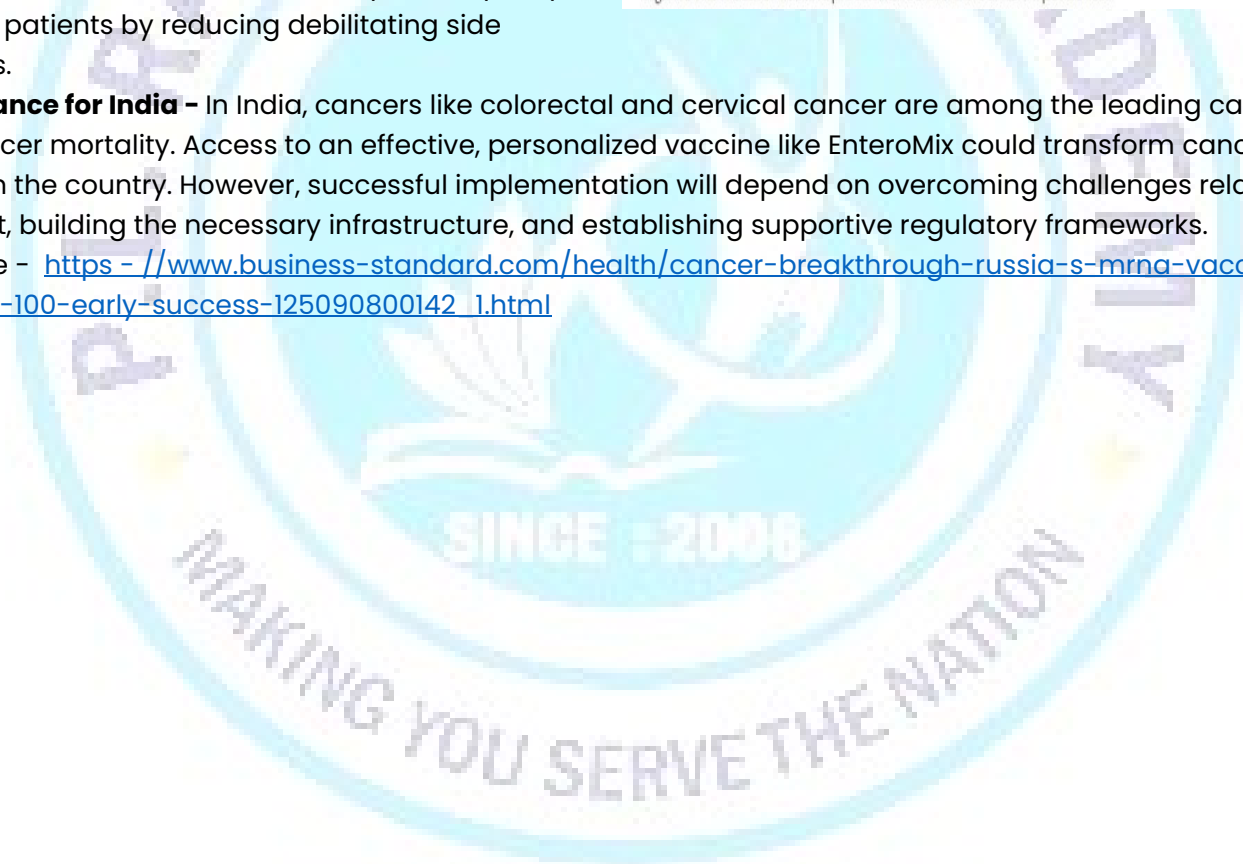 patients by reducing debilitating side
s.
ance for India - In India, cancers like colorectal and cervical cancer are among the leading ca
cer mortality. Access to an effective, personalized vaccine like EnteroMix could transform canc
n the country. However, successful implementation will depend on overcoming challenges rela
t, building the necessary infrastructure, and establishing supportive regulatory frameworks.
e - https - //www.business-standard.com/health/cancer-breakthrough-russia-s-mrna-vacc
-100-early-success-125090800142_1.html
SINCE : 2006
MAKING YOU SERVE THE NATION